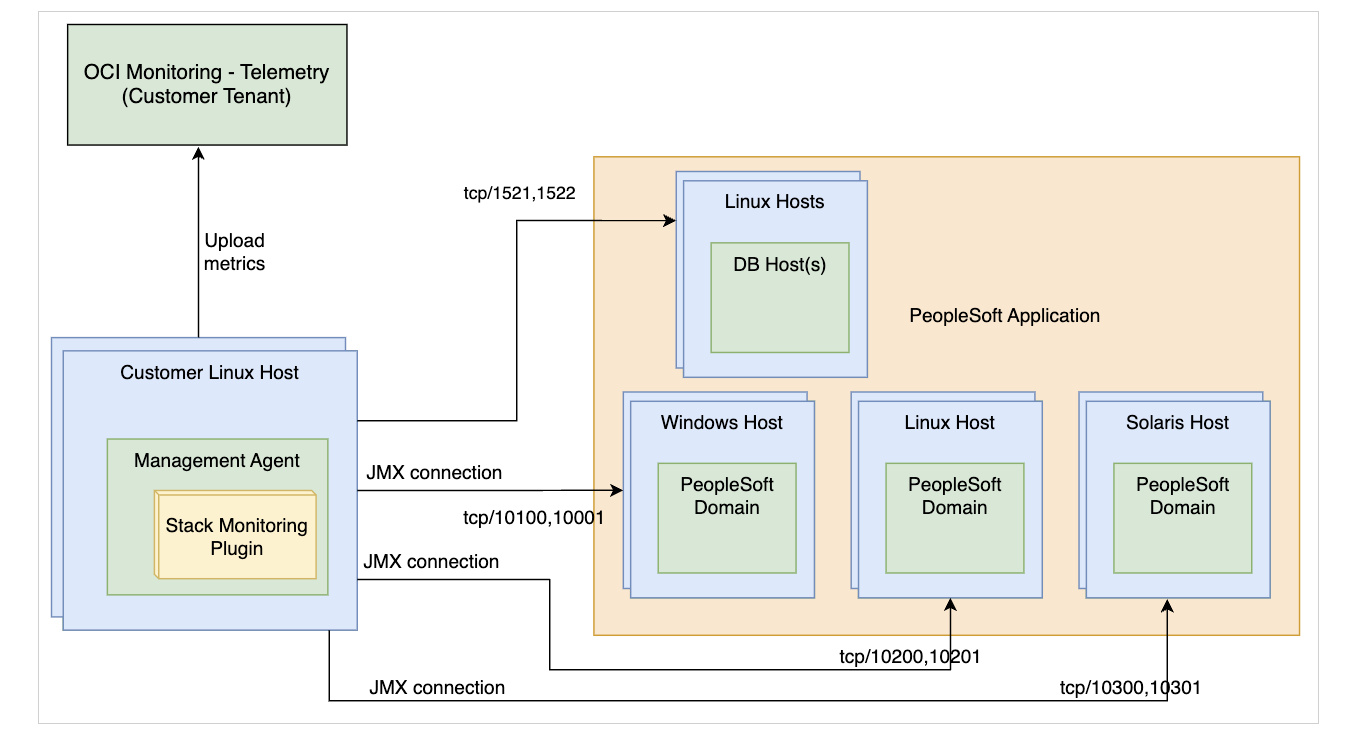 OCI Monitoring - Telemetry
(Customer Tenant)
tcp/1521,1522
Linux Hosts
DB Host(s)
PeopleSoft Application
Upload
metrics
Customer Linux Host
Management Agent
Stack Monitoring
Plugin
JMX connection
tcp/10100,10001
Windows Host
PeopleSoft
Domain
Linux Host
PeopleSoft
Domain
Solaris Host
PeopleSoft
Domain
JMX connection
tcp/10200,10201
JMX connection
tcp/10300,10301